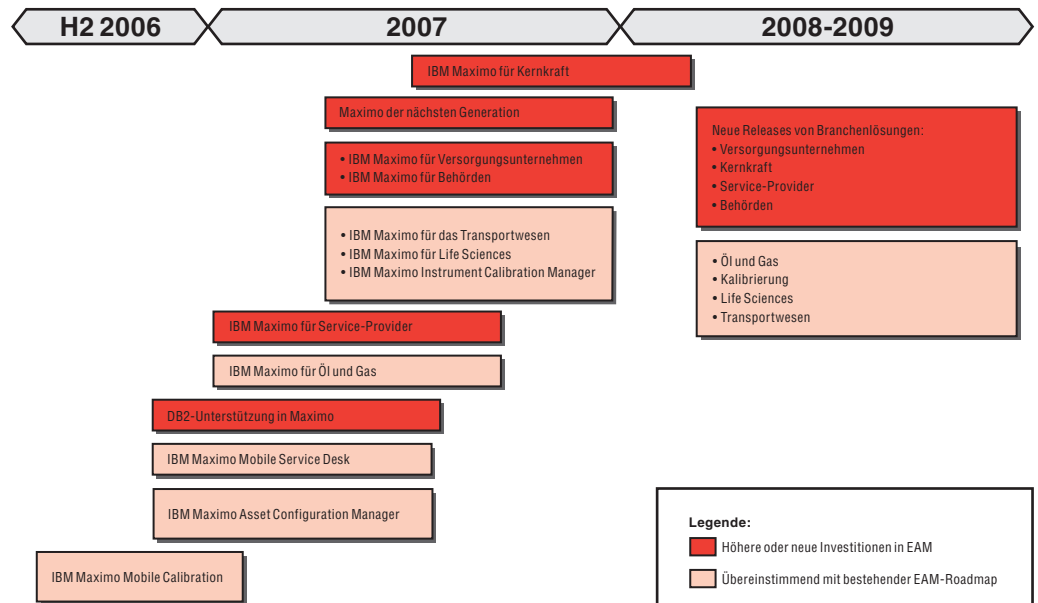 H2 2006
2007
2008-2009
IBM Maximo für Kernkraft
Maximo der nächsten Generation
• IBM Maximo für Versorgungsunternehmen
• IBM Maximo für Behörden
• IBM Maximo für das Transportwesen
• IBM Maximo für Life Sciences
• IBM Maximo Instrument Calibration Manager
Neue Releases von Branchenlösungen:
• Versorgungsunternehmen
• Kernkraft
• Service-Provider
• Behörden
• Öl und Gas
• Kalibrierung
• Life Sciences
• Transportwesen
IBM Maximo für Service-Provider
IBM Maximo für Öl und Gas
DB2-Unterstützung in Maximo
IBM Maximo Mobile Service Desk
IBM Maximo Asset Configuration Manager
IBM Maximo Mobile Calibration
Legende:
Höhere oder neue Investitionen in EAM
Übereinstimmend mit bestehender EAM-Roadmap